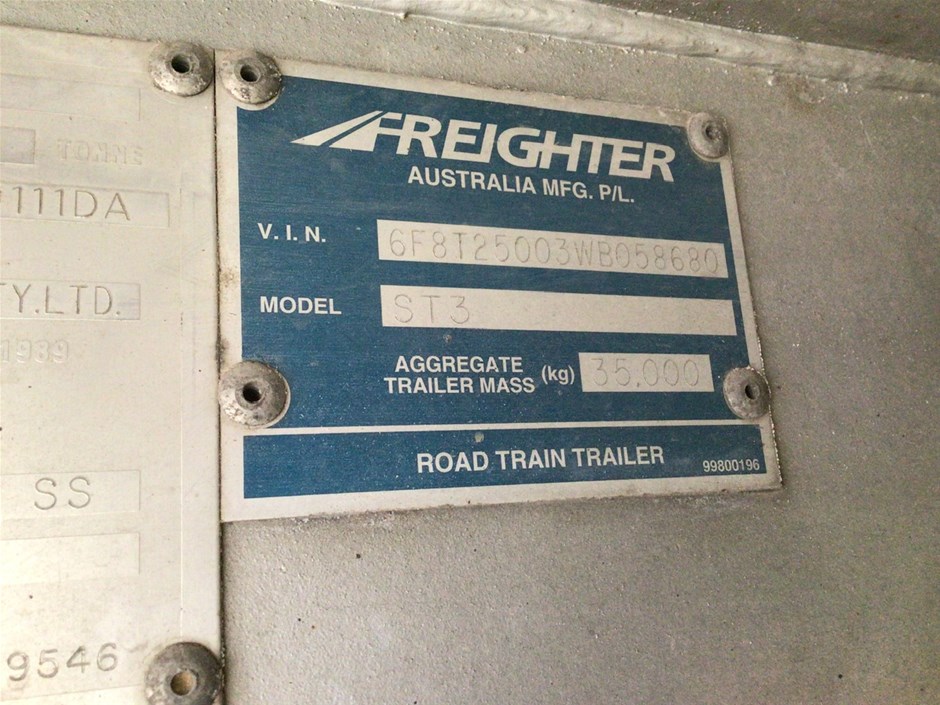 TONNE
111DA
TY.LTD.
1989
SS
9546
FREIGHTER
AUSTRALIA MFG. P/L.
V.I.N. 6F8T25003WB058680
MODEL ST3
AGGREGATE
TRAILER MASS (kg) 35,000
ROAD TRAIN TRAILER 99800196